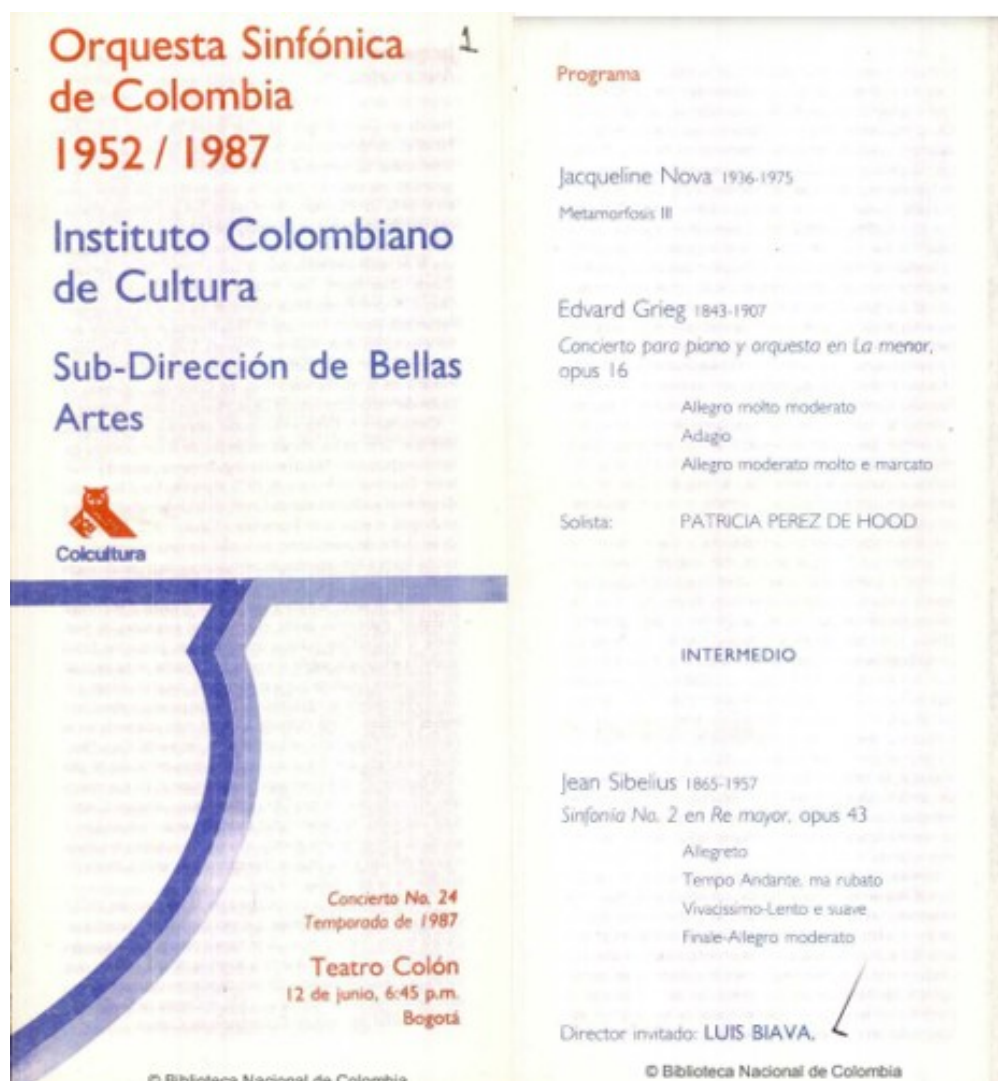 Orquesta Sinfónica
de Colombia
1952 / 1987
1
Instituto Colombiano
de Cultura
Sub-Dirección de Bellas
Artes
Colcultura
Concierto No. 24
Temporada de 1987
Teatro Colón
12 de junio, 6:45 p.m.
Bogotá
© Biblioteca Nacional de Colombia
Programa
Jacqueline Nova 1936-1975
Metamorfosis III
Edvard Grieg 1843-1907
Concierto para piano y orquesta en La menor,
opus 16
Allegro molto moderato
Adagio
Allegro moderato molto e marcato
Solista: PATRICIA PEREZ DE HOOD
INTERMEDIO
Jean Sibelius 1865-1957
Sinfonía No. 2 en Re mayor, opus 43
Allegreto
Tempo Andante, ma rubato
Vivacissimo-Lento e suave
Finale-Allegro moderato
Director invitado: LUIS BIAVA,
© Biblioteca Nacional de Colombia